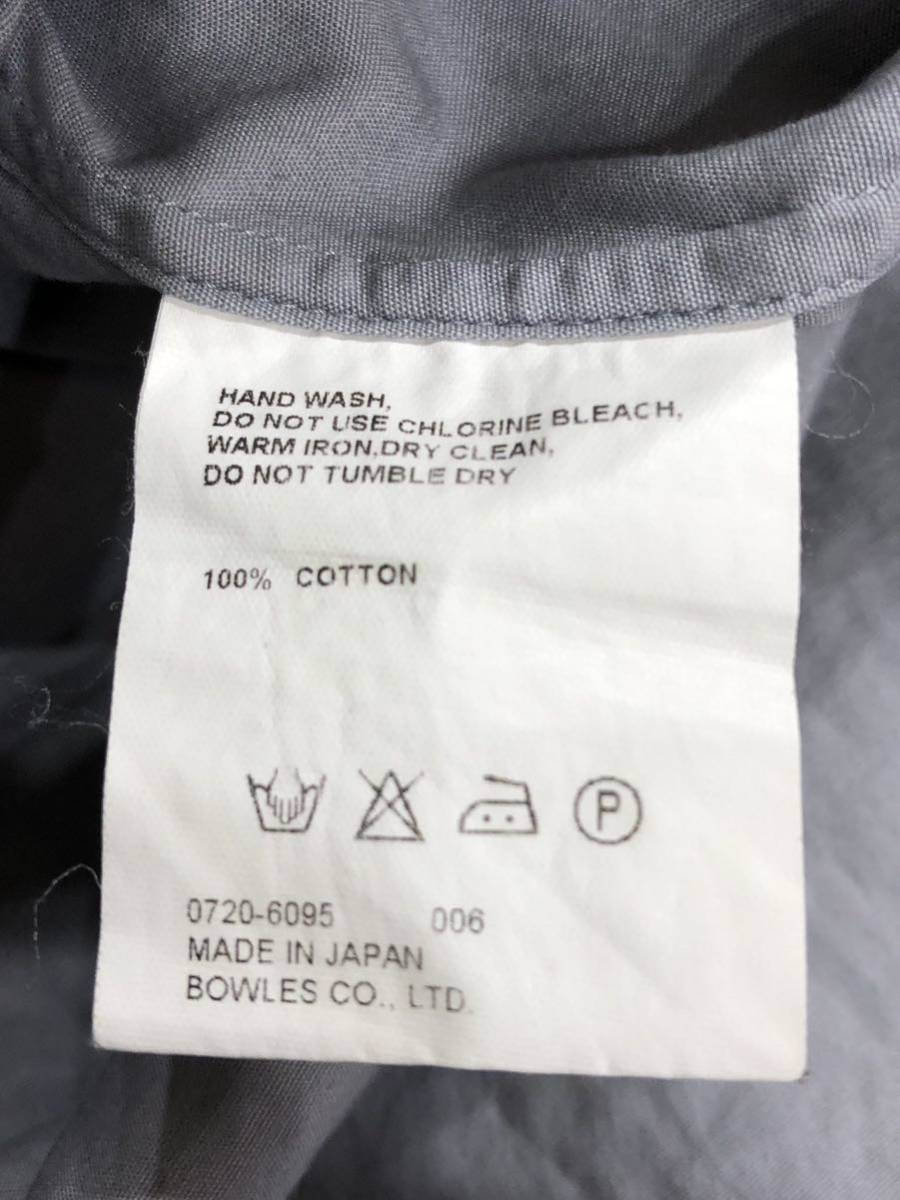 HAND WASH,
DO NOT USE CHLORINE BLEACH,
WARM IRON,DRY CLEAN,
DO NOT TUMBLE DRY
100% COTTON
P
0720-6095 006
MADE IN JAPAN
BOWLES CO., LTD.